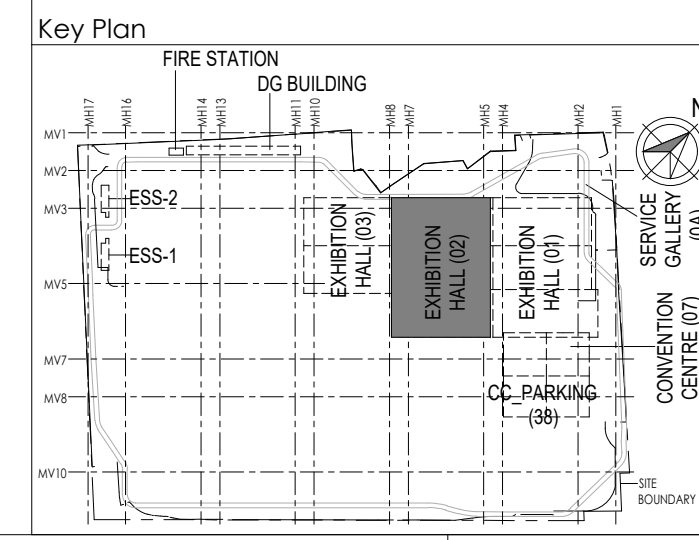 Key Plan
FIRE STATION
DG BUILDING
N
MH17
MH16
MH14
MH13
MH11
MH10
MH8
MH7
MH5
MH4
MH2
MH1
MV1
MV2
MV3
MV5
MV7
MV8
MV10
ESS-2
ESS-1
EXHIBITION
HALL (03)
EXHIBITION
HALL (02)
EXHIBITION
HALL (01)
SERVICE
GALLERY
(0A)
CONVENTION
CENTRE (07)
CC_PARKING
(38)
SITE
BOUNDARY